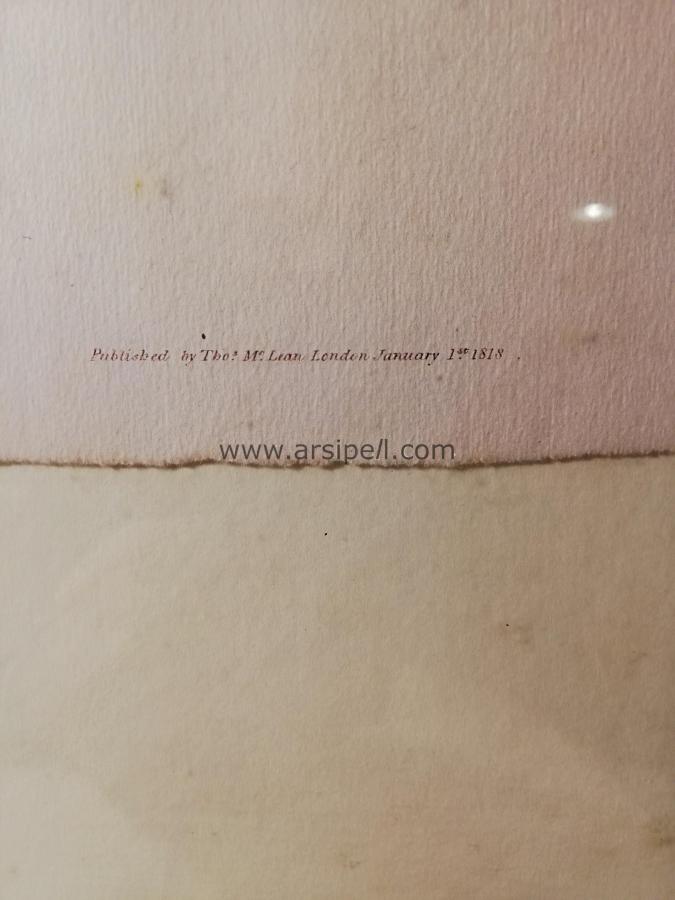 Published by Thoˢ. Mᶜ. Lean London January 1ˢᵗ. 1818.
www.arsipell.com